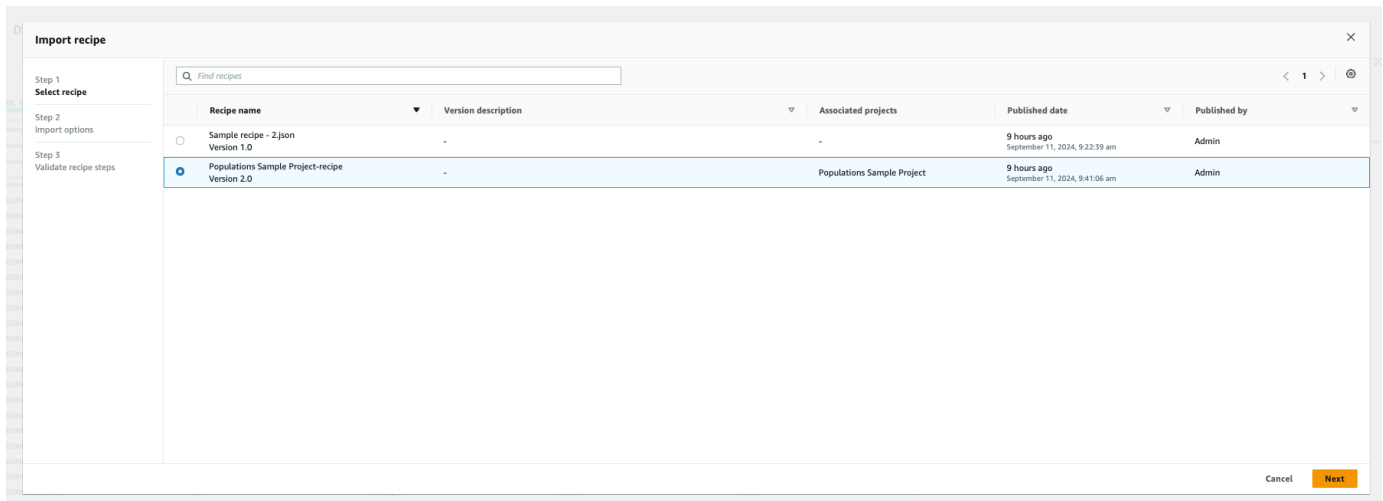 Import recipe
Step 1
Select recipe
Step 2
Import options
Step 3
Validate recipe steps
Find recipes
1
Recipe name
Version description
Associated projects
Published date
Published by
Sample recipe - 2.json
Version 1.0
-
-
9 hours ago
September 11, 2024, 9:22:39 am
Admin
Populations Sample Project-recipe
Version 2.0
-
Populations Sample Project
9 hours ago
September 11, 2024, 9:41:06 am
Admin
Cancel
Next